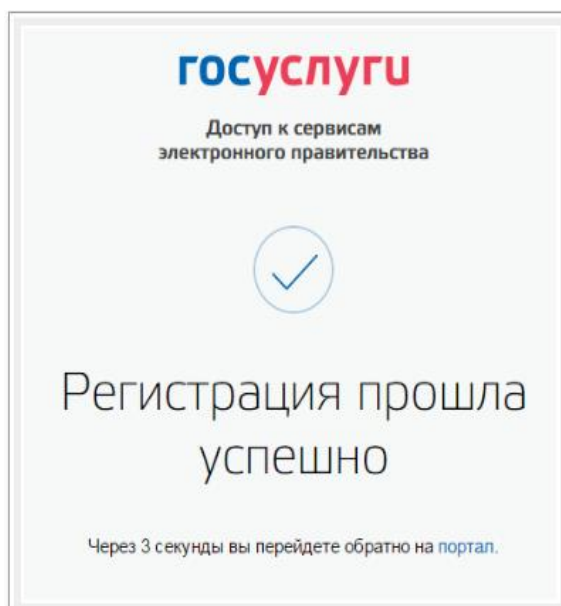 госуслуги
Доступ к сервисам
электронного правительства
Регистрация прошла
успешно
Через 3 секунды вы перейдете обратно на портал.